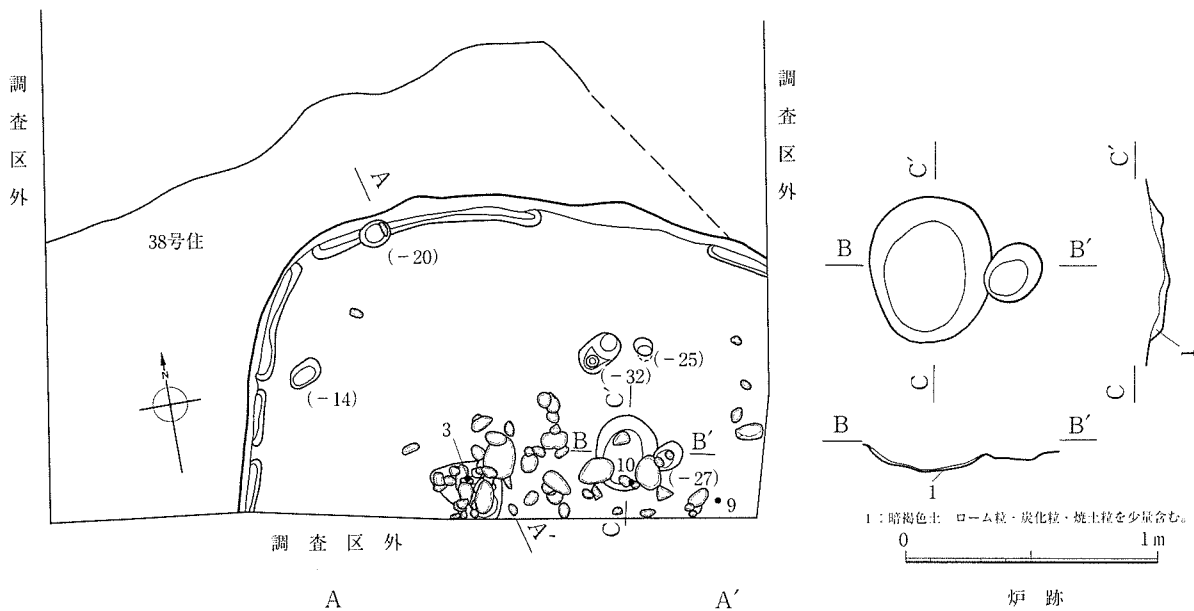 調査区外
調査区外
38号住
A
(-20)
(-14)
(-32)
(-25)
C′
3
B
B′
10
(-27)
9
C
A′
N
調査区外
A
A′
C′
B
B′
C
C′
C
1
B
B′
1
1:暗褐色土 ローム粒・炭化粒・焼土粒を少量含む。
0
1m
炉跡